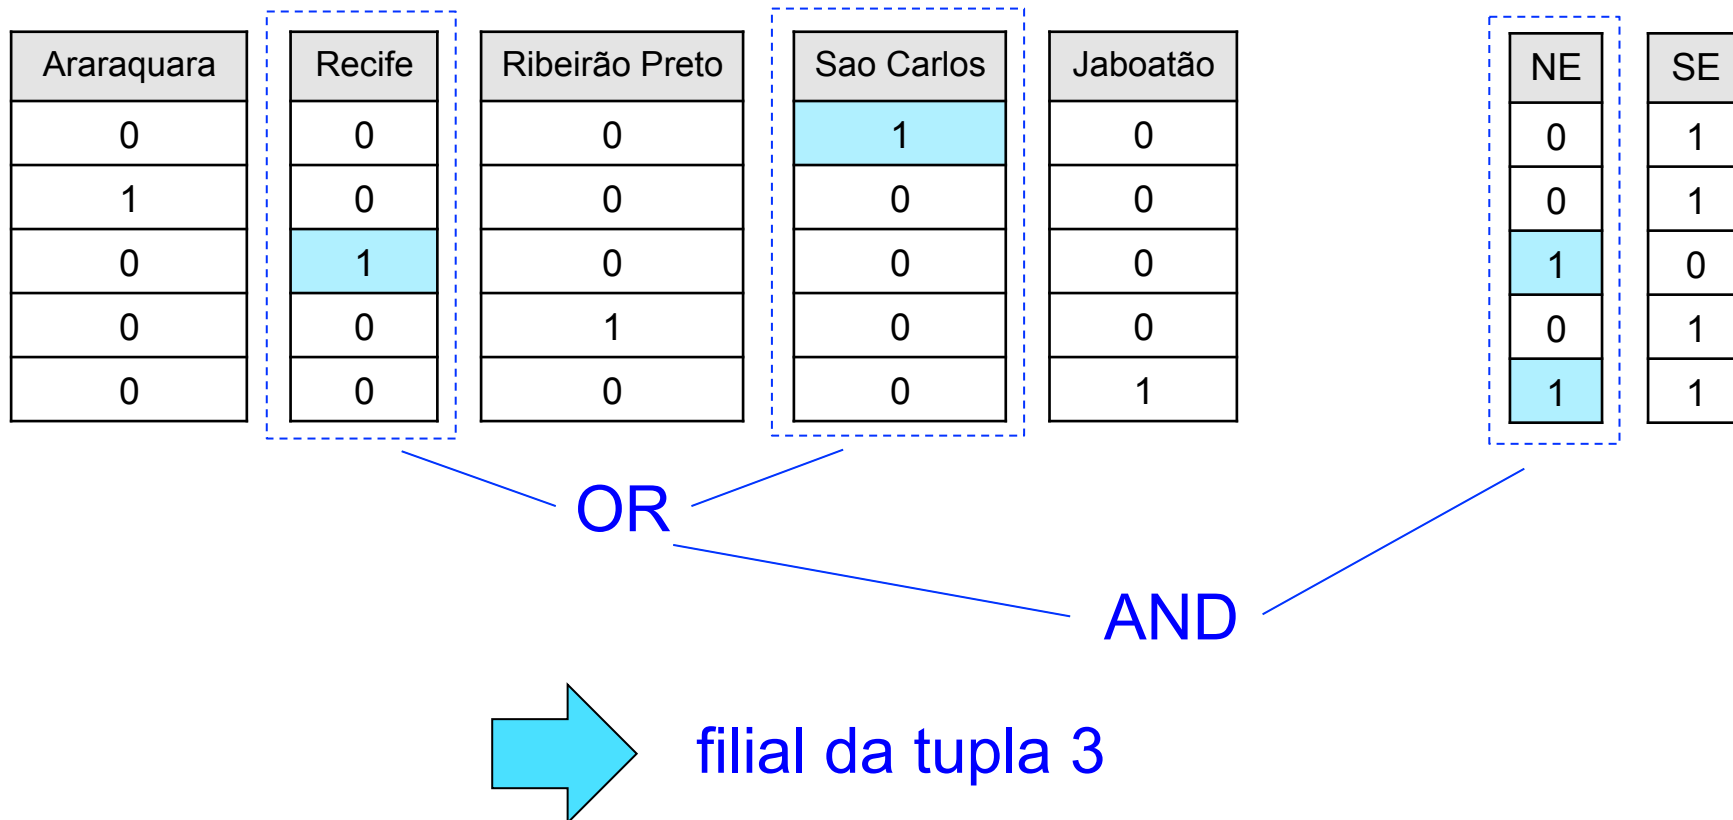 Araraquara Recife Ribeirão Preto Sao Carlos Jaboatão NE SE
0 0 0 1 0 0 1
1 0 0 0 0 0 1
0 1 0 0 0 1 0
0 0 1 0 0 0 1
0 0 0 0 1 1 1
OR
AND
filial da tupla 3